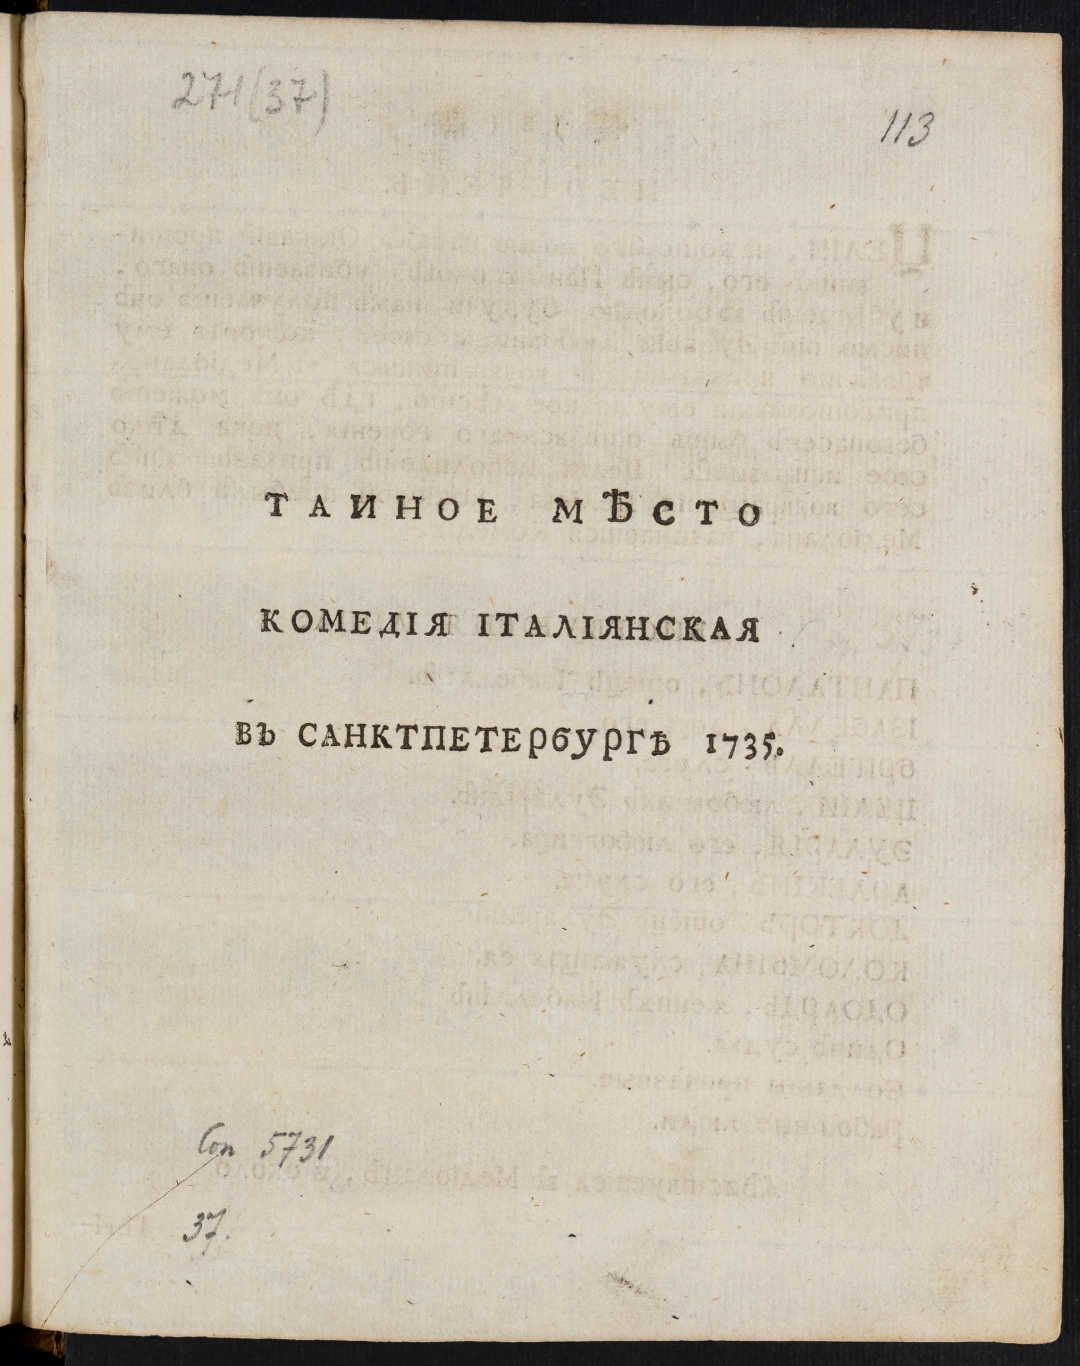 271(37)
113
ТАИНОЕ МѢСТО
КОМЕДІЯ ІТАЛІЯНСКАЯ
ВЪ САНКТПЕТЕРБУРГѢ 1735.
Соп 5731
37.